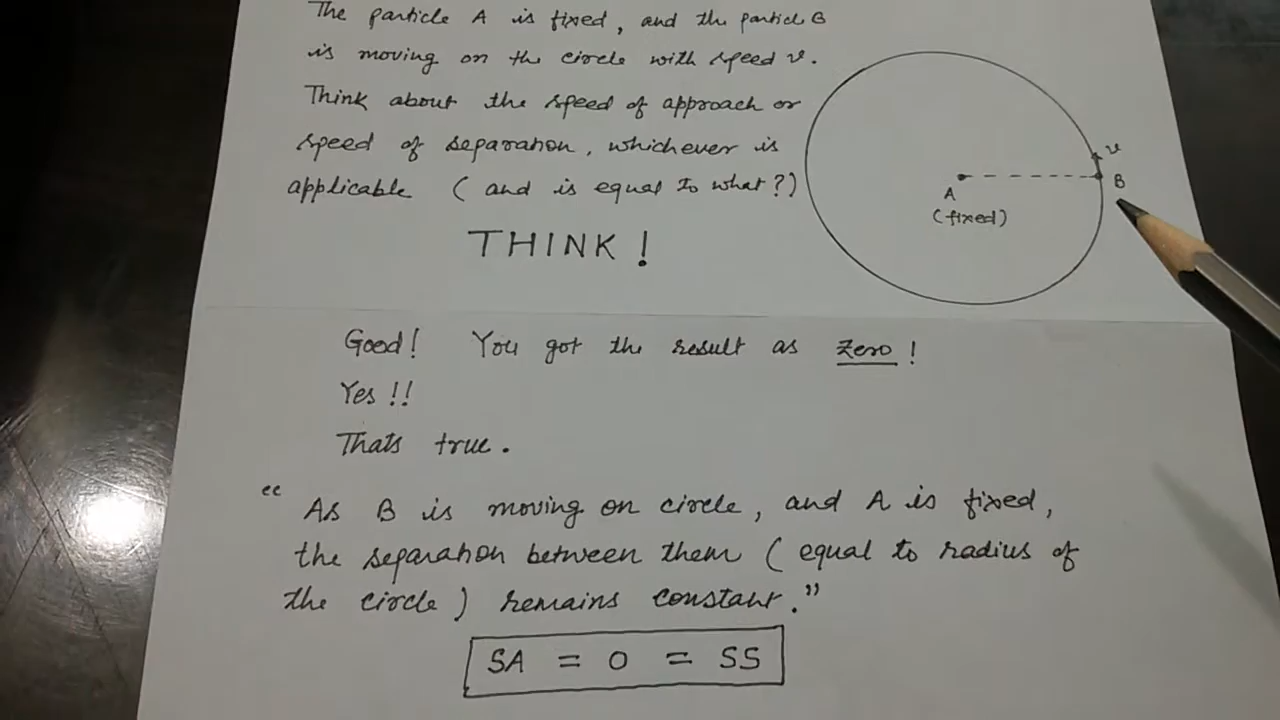 The particle A is fixed, and the particle B
is moving on the circle with speed v.
Think about the speed of approach or
speed of separation, whichever is
applicable ( and is equal to what?)
THINK !
v
B
A
(fixed)
Good! You got the result as zero !
Yes !!
Thats true.
“ As B is moving on circle, and A is fixed,
the separation between them ( equal to radius of
the circle ) remains constant.”
SA = 0 = SS